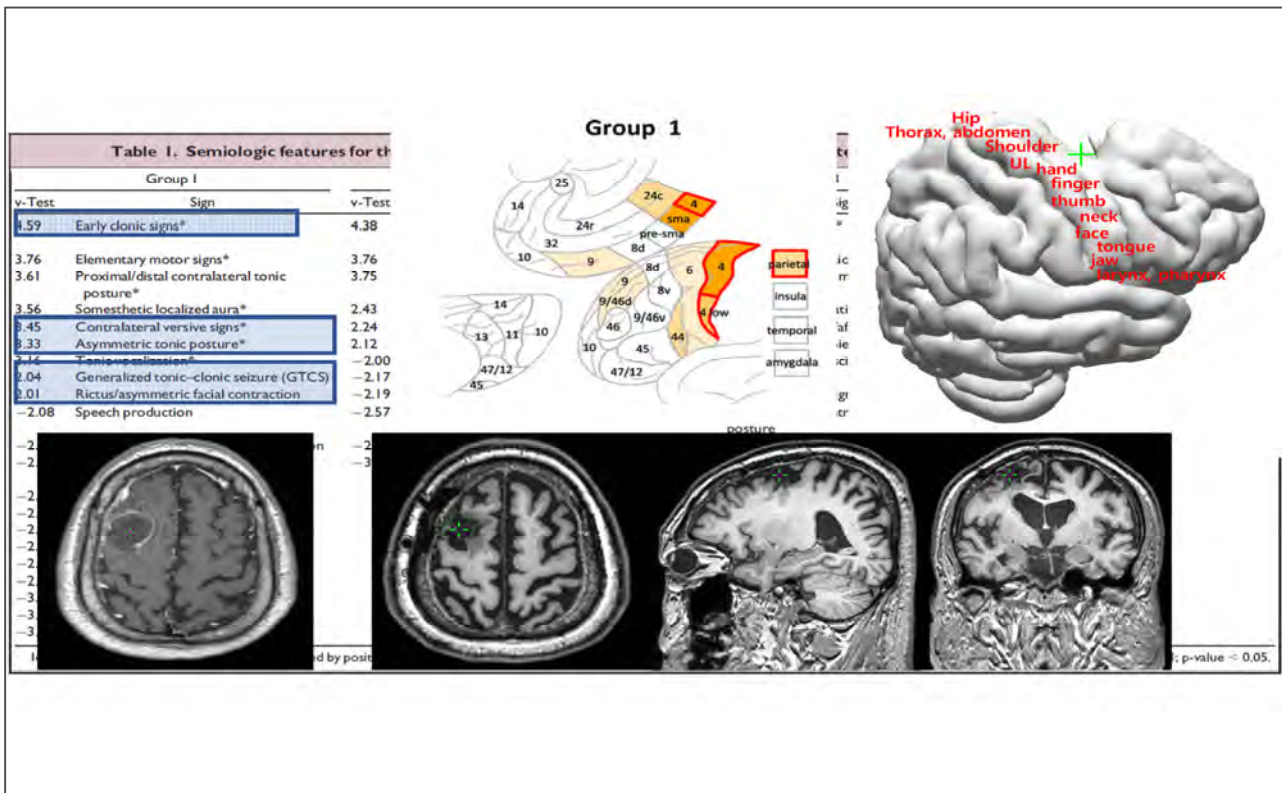 Table 1. Semiologic features for th
Group 1
v-Test Sign v-Test
4.59 Early clonic signs* 4.38
3.76 Elementary motor signs* 3.76
3.61 Proximal/distal contralateral tonic 3.75
posture*
3.56 Somesthetic localized aura* 2.43
3.45 Contralateral versive signs* 2.24
3.33 Asymmetric tonic posture* 2.12
3.16 Tonic vocalization* −2.00
2.04 Generalized tonic–clonic seizure (GTCS) −2.17
2.01 Rictus/asymmetric facial contraction −2.19
−2.08 Speech production −2.57
posture
Group 1
25
24c
4
14
sma
24r
pre-sma
32
8d
10
9
8d
6
4
9
8v
9/46d
14
9/46v
4 low
46
13
11
10
44
10
45
47/12
47/12
45
parietal
insula
temporal
amygdala
Hip
Thorax, abdomen
Shoulder
UL
hand
finger
thumb
neck
face
tongue
jaw
larynx, pharynx
ed by posit
; p-value < 0.05.